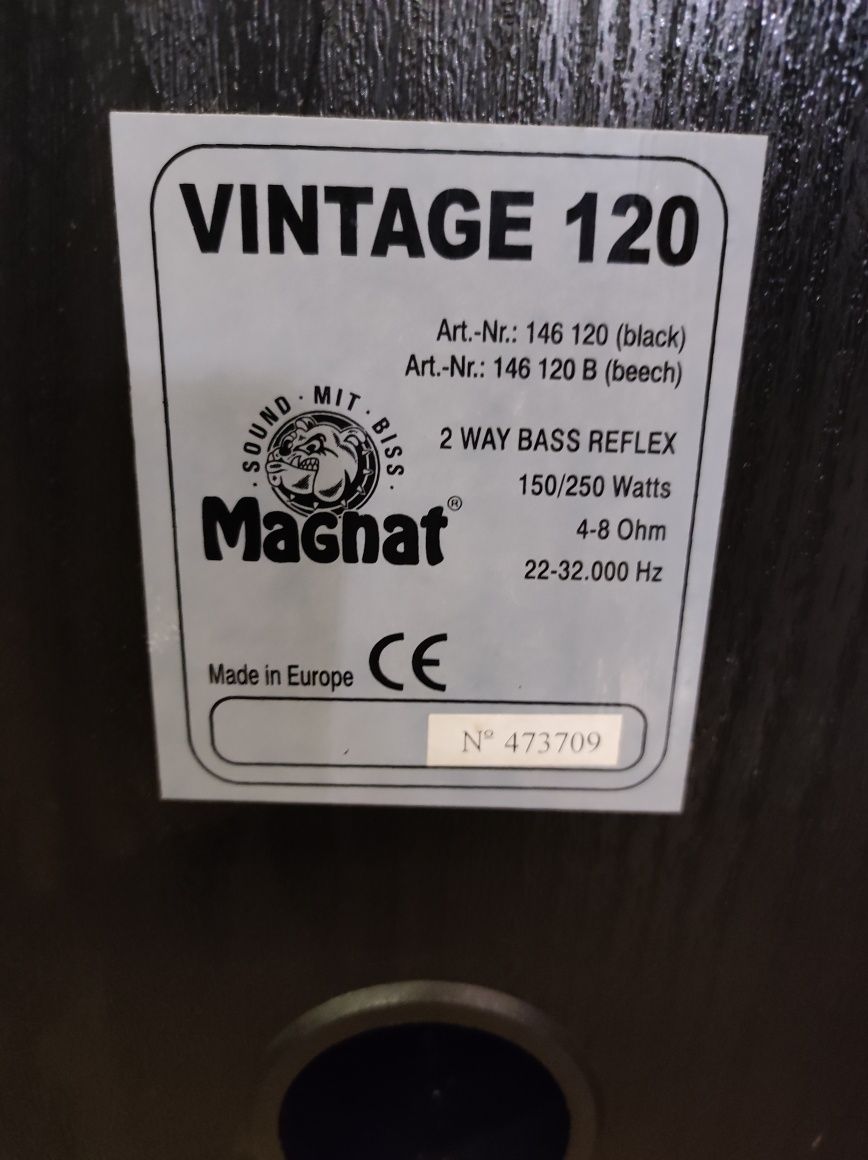 VINTAGE 120
Art.-Nr.: 146 120 (black)
Art.-Nr.: 146 120 B (beech)
· SOUND · MIT · BISS ·
2 WAY BASS REFLEX
150/250 Watts
Magnat®
4-8 Ohm
22-32.000 Hz
Made in Europe CE
Nº 473709